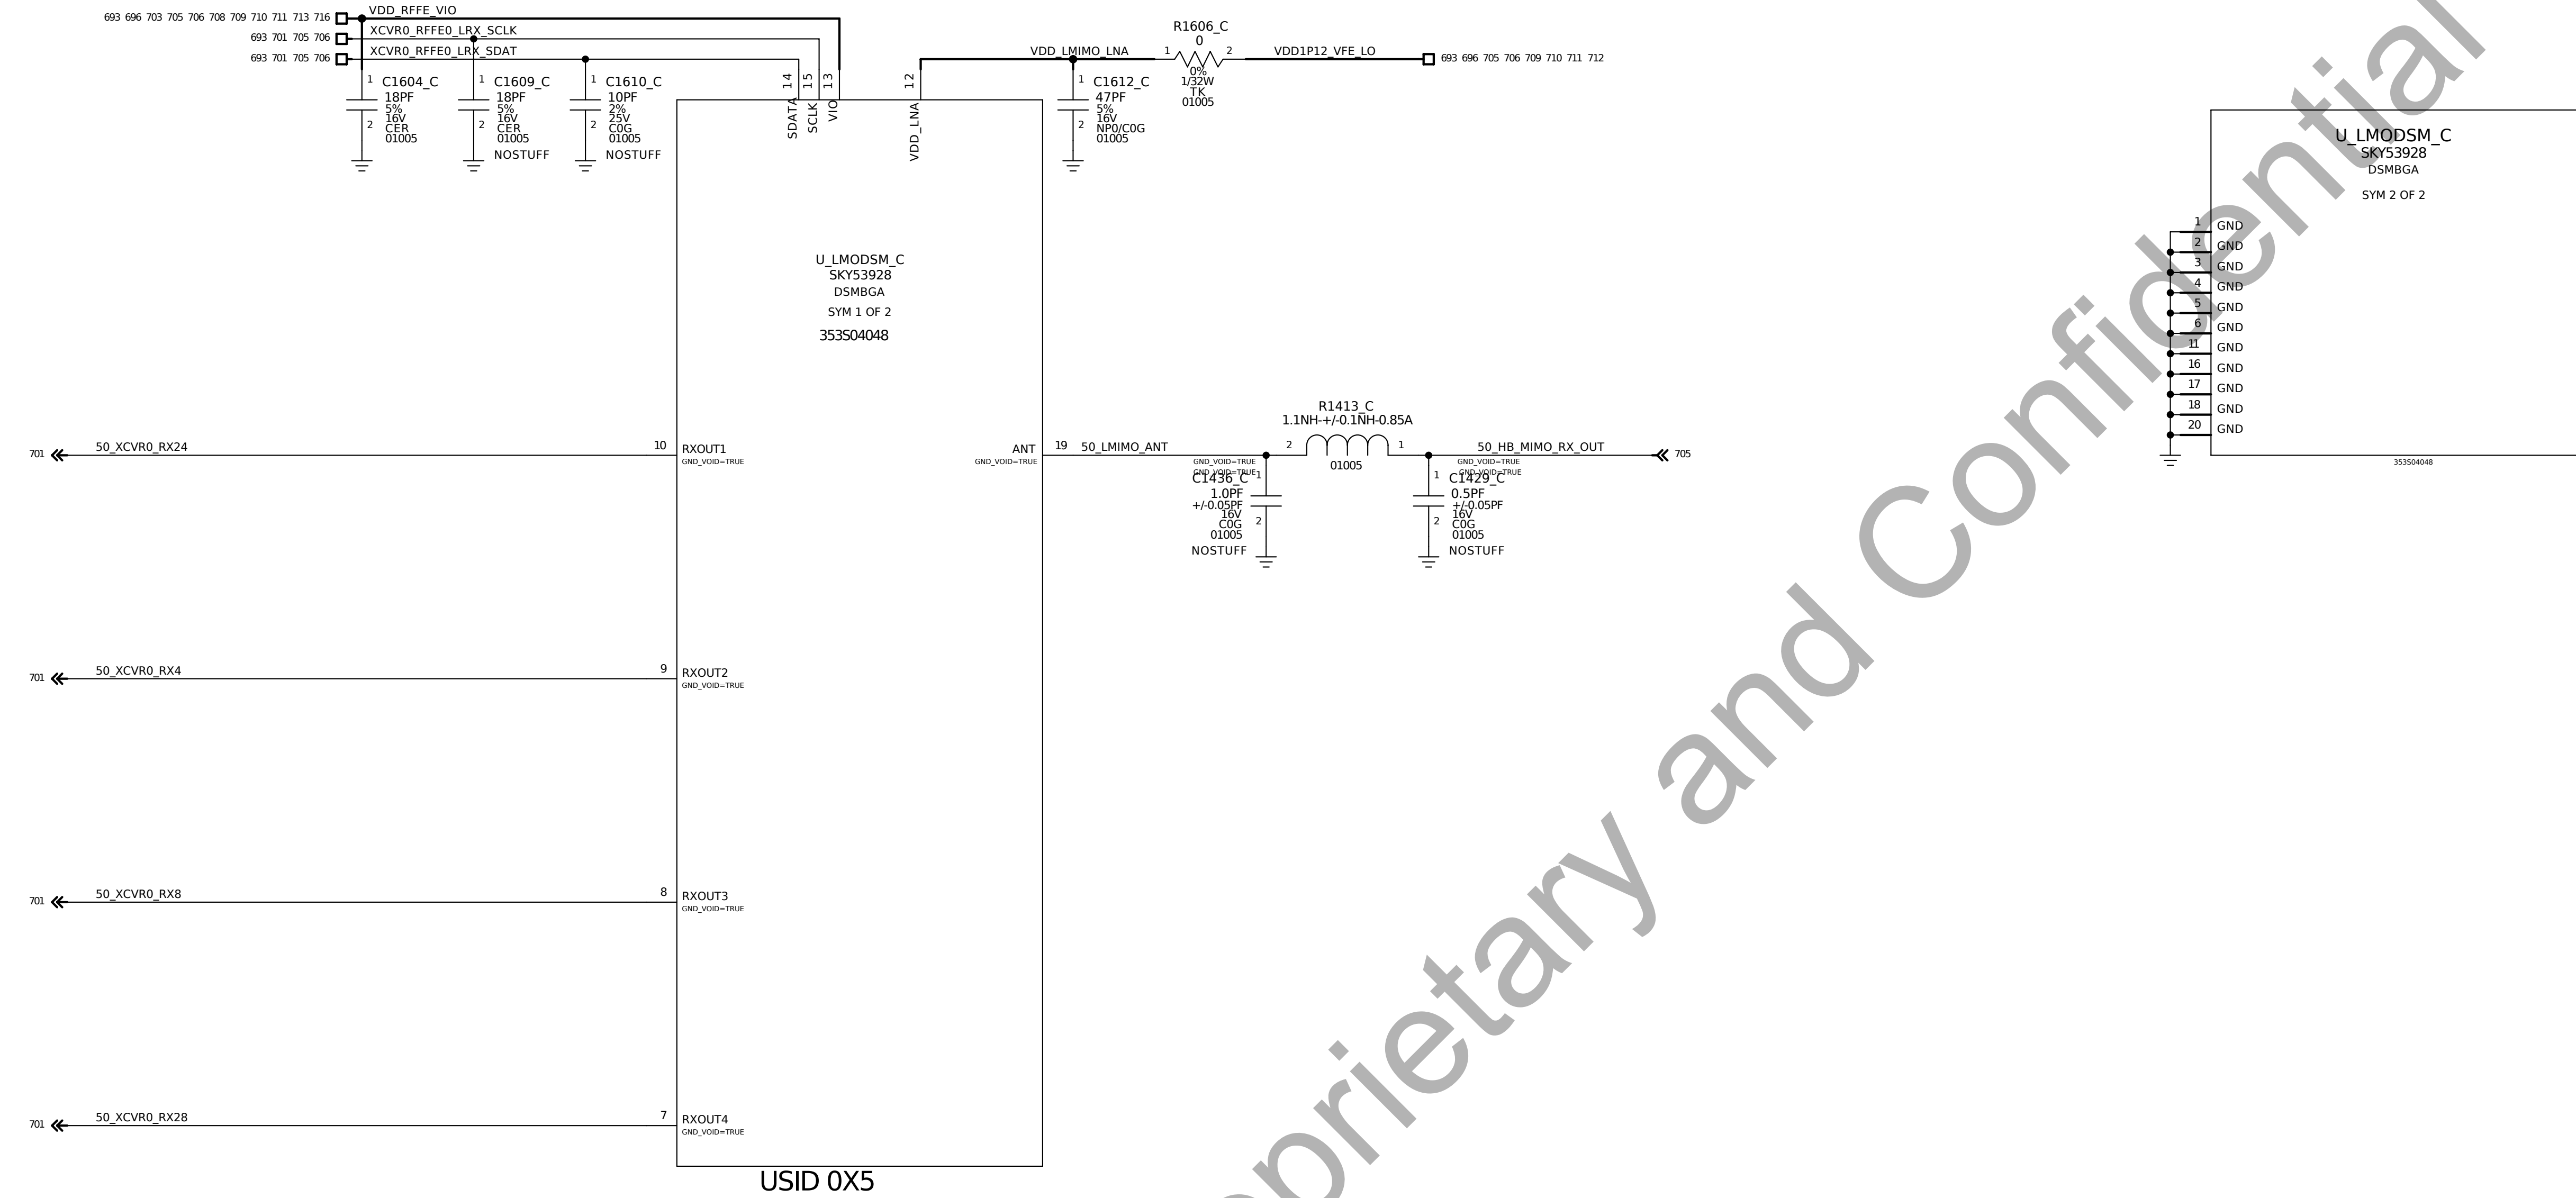 693 696 703 705 706 708 709 710 711 713 716 VDD_RFFE_VIO
693 701 705 706 XCVR0_RFFE0_LRX_SCLK
693 701 705 706 XCVR0_RFFE0_LRX_SDAT
1 C1604_C
18PF
5%
16V
CER
2
01005
1 C1609_C
18PF
5%
16V
CER
2
01005
NOSTUFF
1 C1610_C
10PF
2%
25V
C0G
2
01005
NOSTUFF
14
SDATA
15
SCLK
13
VIO
12
VDD_LNA
VDD_LMIMO_LNA
1 C1612_C
47PF
5%
16V
NP0/C0G
2
01005
R1606_C
0
1 2
0%
1/32W
TK
01005
VDD1P12_VFE_LO
693 696 705 706 709 710 711 712
U_LMODSM_C
SKY53928
DSMBGA
SYM 1 OF 2
353S04048
701 50_XCVR0_RX24 10 RXOUT1
GND_VOID=TRUE
701 50_XCVR0_RX4 9 RXOUT2
GND_VOID=TRUE
701 50_XCVR0_RX8 8 RXOUT3
GND_VOID=TRUE
701 50_XCVR0_RX28 7 RXOUT4
GND_VOID=TRUE
ANT 19 50_LMIMO_ANT
GND_VOID=TRUE
R1413_C
1.1NH-+/-0.1NH-0.85A
2 1
01005
50_HB_MIMO_RX_OUT 705
GND_VOID=TRUE
GND_VOID=TRUE
C1436_C 1
1.0PF
+/-0.05PF
16V
C0G 2
01005
NOSTUFF
GND_VOID=TRUE
GND_VOID=TRUE
1 C1429_C
0.5PF
+/-0.05PF
16V
2 C0G
01005
NOSTUFF
USID 0X5
U_LMODSM_C
SKY53928
DSMBGA
SYM 2 OF 2
1 GND
2 GND
3 GND
4 GND
5 GND
6 GND
11 GND
16 GND
17 GND
18 GND
20 GND
353S04048
and Confidential